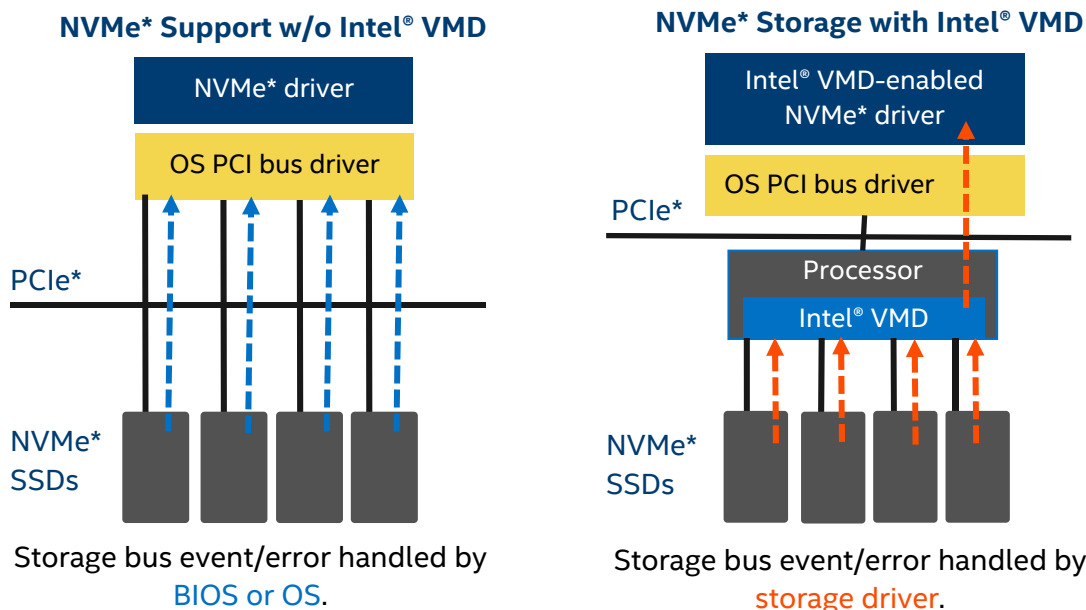 NVMe* Support w/o Intel® VMD
NVMe* driver
OS PCI bus driver
PCIe*
NVMe*
SSDs
Storage bus event/error handled by
BIOS or OS.
NVMe* Storage with Intel® VMD
Intel® VMD-enabled
NVMe* driver
OS PCI bus driver
PCIe*
Processor
Intel® VMD
NVMe*
SSDs
Storage bus event/error handled by
storage driver.